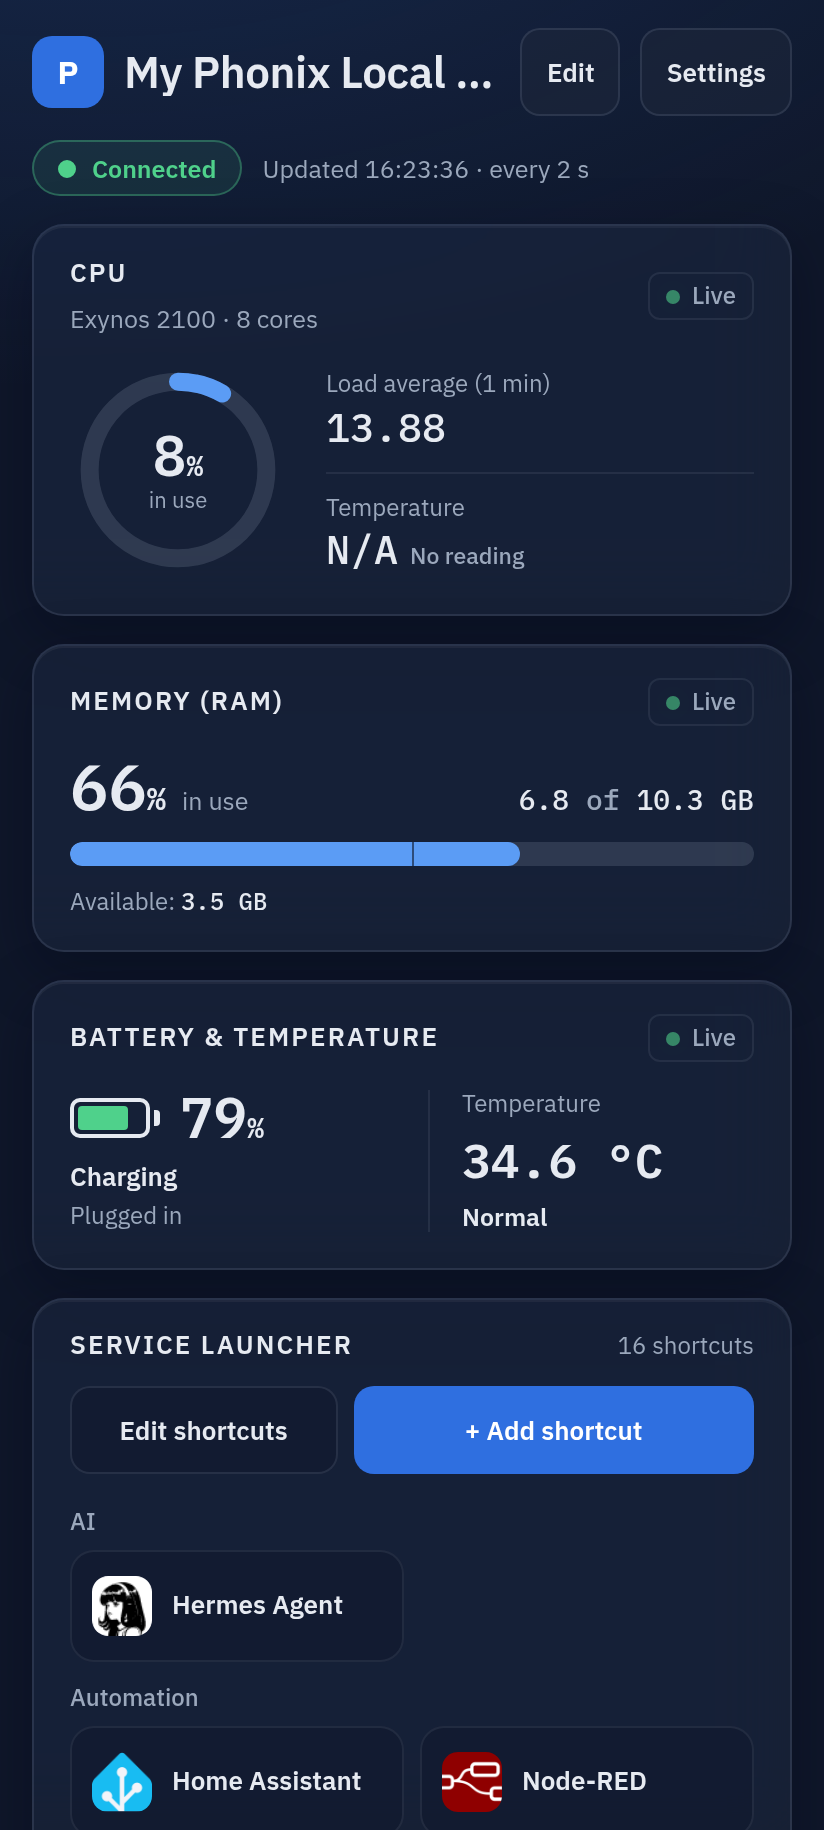 P My Phonix Local ... Edit Settings
Connected Updated 16:23:36 · every 2 s
CPU
Exynos 2100 · 8 cores
Live
8%
in use
Load average (1 min)
13.88
Temperature
N/A No reading
MEMORY (RAM)
Live
66% in use
6.8 of 10.3 GB
Available: 3.5 GB
BATTERY & TEMPERATURE
Live
79%
Charging
Plugged in
Temperature
34.6 °C
Normal
SERVICE LAUNCHER
16 shortcuts
Edit shortcuts
+ Add shortcut
AI
Hermes Agent
Automation
Home Assistant
Node-RED